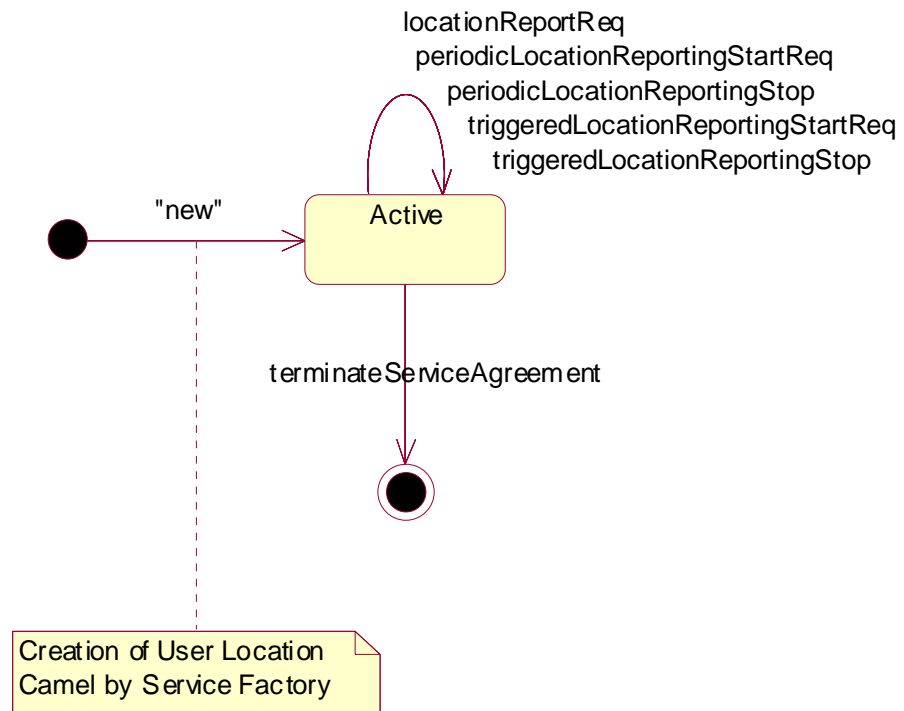 locationReportReq
periodicLocationReportingStartReq
periodicLocationReportingStop
triggeredLocationReportingStartReq
triggeredLocationReportingStop
"new"
Active
terminateServiceAgreement
Creation of User Location
Camel by Service Factory